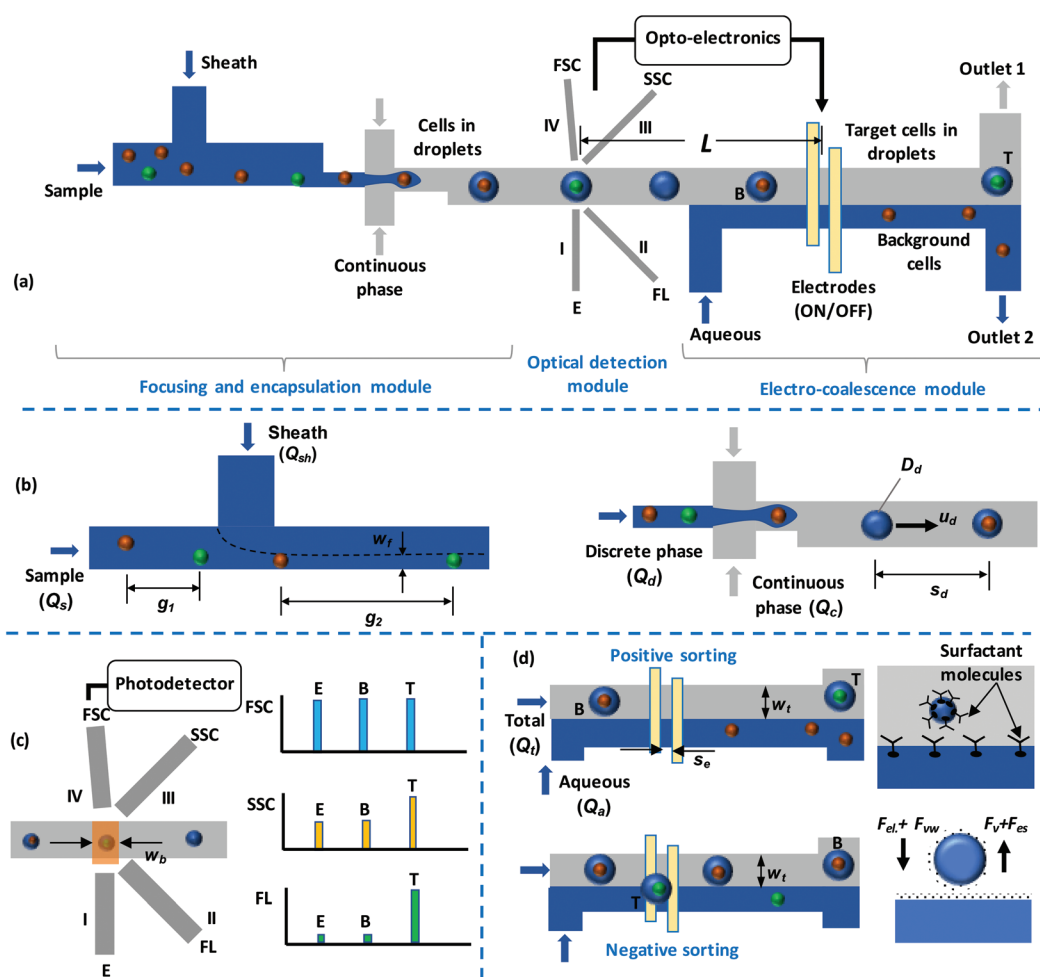 Opto-electronics
Sheath
FSC
SSC
Outlet 1
IV
III
Cells in
droplets
L
Target cells in
droplets
T
Sample
B
Continuous
phase
I
II
E
FL
Background
cells
Electrodes
(ON/OFF)
Aqueous
Outlet 2
(a)
Focusing and encapsulation module
Optical detection
module
Electro-coalescence module
(b)
Sheath
(Qsh)
wf
Sample
(Qs)
g1
g2
Dd
ud
Discrete phase
(Qd)
Continuous
phase (Qc)
sd
(c)
Photodetector
FSC
SSC
IV
III
wb
I
II
E
FL
FSC
E
B
T
SSC
E
B
T
FL
E
B
T
(d)
Positive sorting
Surfactant
molecules
T
B
wt
Total
(Qt)
se
Aqueous
(Qa)
B
wt
T
Negative sorting
Fel.+ Fvw
Fv+Fes